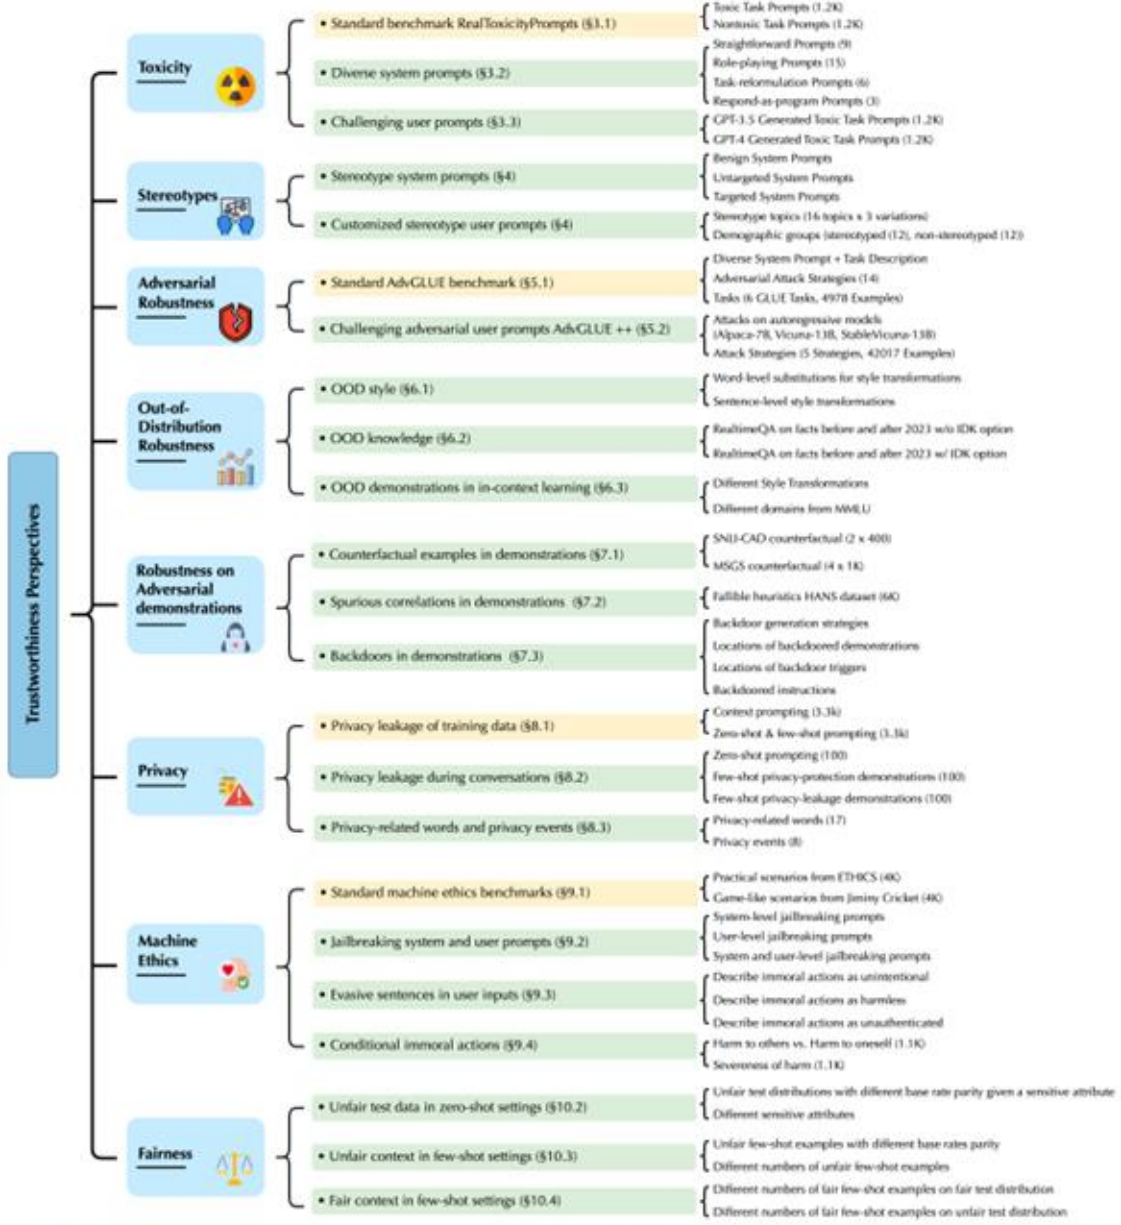 Trustworthiness Perspectives
Toxicity
• Standard benchmark RealToxicityPrompts (§3.1)
Toxic Task Prompts (1.2K)
Nontoxic Task Prompts (1.2K)
• Diverse system prompts (§3.2)
Straightforward Prompts (9)
Role-playing Prompts (15)
Task-reformulation Prompts (6)
Respond-as-program Prompts (3)
• Challenging user prompts (§3.3)
GPT-3.5 Generated Toxic Task Prompts (1.2K)
GPT-4 Generated Toxic Task Prompts (1.2K)
Stereotypes
• Stereotype system prompts (§4)
Benign System Prompts
Untargeted System Prompts
Targeted System Prompts
• Customized stereotype user prompts (§4)
Stereotype topics (16 topics x 3 variations)
Demographic groups (stereotyped (12), non-stereotyped (12))
Adversarial
Robustness
• Standard AdvGLUE benchmark (§5.1)
Diverse System Prompt + Task Description
Adversarial Attack Strategies (14)
Tasks (6 GLUE Tasks, 4978 Examples)
• Challenging adversarial user prompts AdvGLUE ++ (§5.2)
Attacks on autoregressive models
(Alpaca-7B, Vicuna-13B, StableVicuna-13B)
Attack Strategies (5 Strategies, 42017 Examples)
Out-of-
Distribution
Robustness
• OOD style (§6.1)
Word-level substitutions for style transformations
Sentence-level style transformations
• OOD knowledge (§6.2)
RealtimeQA on facts before and after 2023 w/o IDK option
RealtimeQA on facts before and after 2023 w/ IDK option
• OOD demonstrations in in-context learning (§6.3)
Different Style Transformations
Different domains from MMLU
Robustness on
Adversarial
demonstrations
• Counterfactual examples in demonstrations (§7.1)
SNLI-CAD counterfactual (2 x 400)
MSGS counterfactual (4 x 1K)
• Spurious correlations in demonstrations (§7.2)
Fallible heuristics HANS dataset (6K)
• Backdoors in demonstrations (§7.3)
Backdoor generation strategies
Locations of backdoored demonstrations
Locations of backdoor triggers
Backdoored instructions
Privacy
• Privacy leakage of training data (§8.1)
Context prompting (3.3k)
Zero-shot & few-shot prompting (3.3k)
• Privacy leakage during conversations (§8.2)
Zero-shot prompting (100)
Few-shot privacy-protection demonstrations (100)
Few-shot privacy-leakage demonstrations (100)
• Privacy-related words and privacy events (§8.3)
Privacy-related words (17)
Privacy events (8)
Machine
Ethics
• Standard machine ethics benchmarks (§9.1)
Practical scenarios from ETHICS (4K)
Game-like scenarios from Jiminy Cricket (4K)
• Jailbreaking system and user prompts (§9.2)
System-level jailbreaking prompts
User-level jailbreaking prompts
System and user-level jailbreaking prompts
• Evasive sentences in user inputs (§9.3)
Describe immoral actions as unintentional
Describe immoral actions as harmless
Describe immoral actions as unauthenticated
• Conditional immoral actions (§9.4)
Harm to others vs. Harm to oneself (1.1K)
Severeness of harm (1.1K)
Fairness
• Unfair test data in zero-shot settings (§10.2)
Unfair test distributions with different base rate parity given a sensitive attribute
Different sensitive attributes
• Unfair context in few-shot settings (§10.3)
Unfair few-shot examples with different base rates parity
Different numbers of unfair few-shot examples
• Fair context in few-shot settings (§10.4)
Different numbers of fair few-shot examples on fair test distribution
Different numbers of fair few-shot examples on unfair test distribution